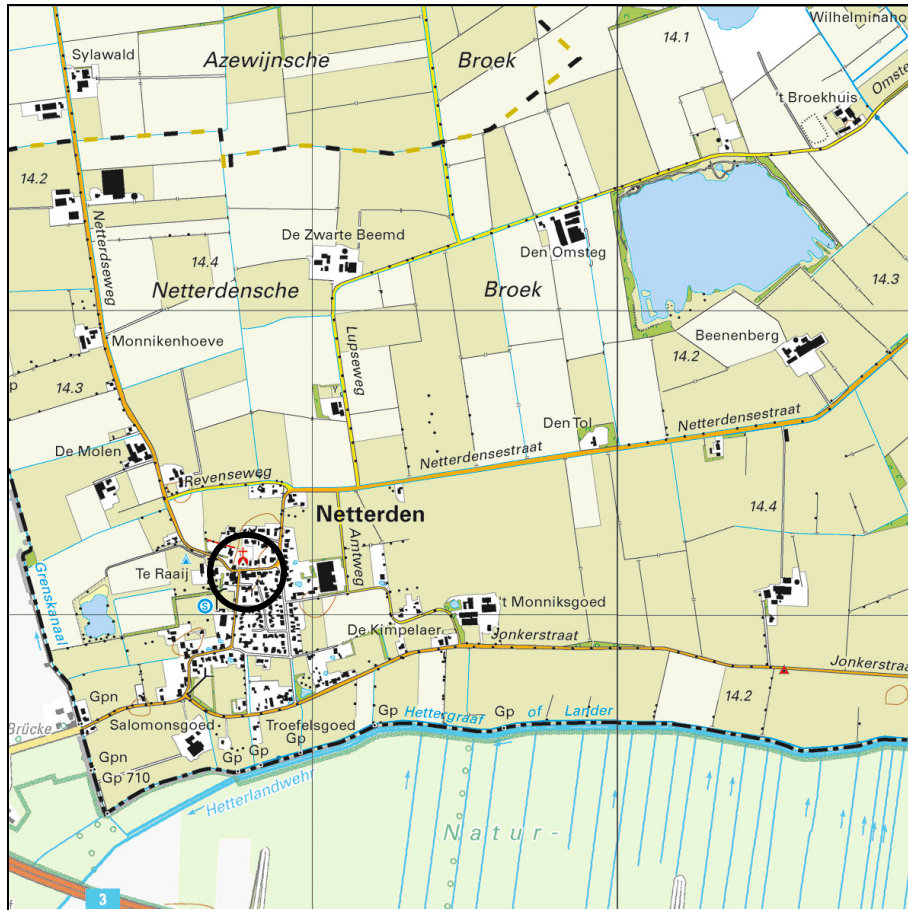 Wilhelminaho
Sylawald
Azewijnsche
Broek
14.1
't Broekhuis
Omste
14.2
Netterdseweg
De Zwarte Beemd
14.4
Den Omsteg
Netterdensche
Broek
14.3
Monnikenhoeve
Lupseweg
Beenenberg
14.2
p
14.3
Den Tol
Netterdensestraat
De Molen
Netterdensestraat
Revenseweg
14.4
Netterden
Amtweg
Te Raaij
Grenskanaal
S
't Monniksgoed
De Kimpelaer
Jonkerstraat
Jonkerstraa
14.2
Gpn
Salomonsgoed
Troefelsgoed
Gp
Hettergraaf
Gp
of
Lander
Brücke
Gp
Gp
Gp
Gpn
Gp 710
Hetterlandwehr
Natur-
3